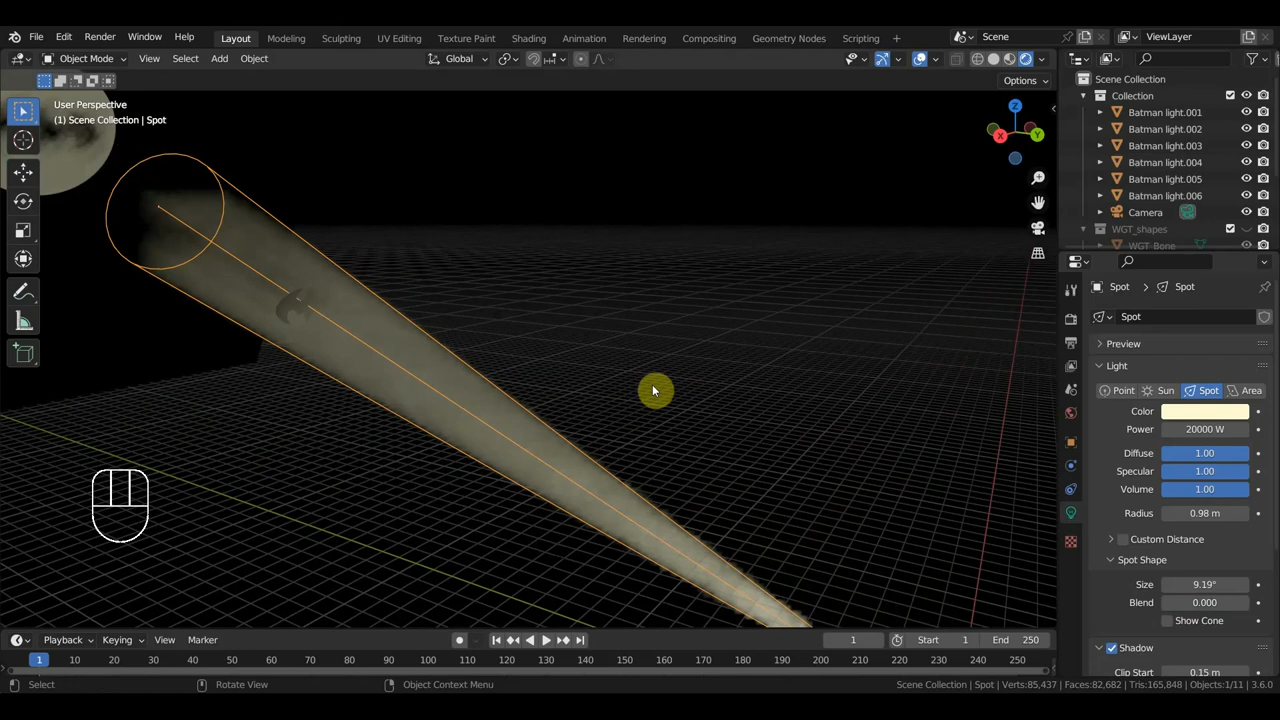 File Edit Render Window Help Layout Modeling Sculpting UV Editing Texture Paint Shading Animation Rendering Compositing Geometry Nodes Scripting + Scene ViewLayer
Object Mode View Select Add Object Global
Options
User Perspective
(1) Scene Collection | Spot
Z
X
Y
Scene Collection
Collection
Batman light.001
Batman light.002
Batman light.003
Batman light.004
Batman light.005
Batman light.006
Camera
WGT_shapes
WGT_Bone
Spot Spot
Spot
Preview
Light
Point Sun Spot Area
Color
Power 20000 W
Diffuse 1.00
Specular 1.00
Volume 1.00
Radius 0.98 m
Custom Distance
Spot Shape
Size 9.19°
Blend 0.000
Show Cone
Shadow
Clip Start 0.15 m
Playback Keying View Marker 1 Start 1 End 250
1 10 20 30 40 50 60 70 80 90 100 110 120 130 140 150 160 170 180 190 200 210 220 230 240 250
Select Rotate View Object Context Menu Scene Collection | Spot | Verts:85,437 | Faces:82,682 | Tris:165,848 | Objects:1/11 | 3.6.0